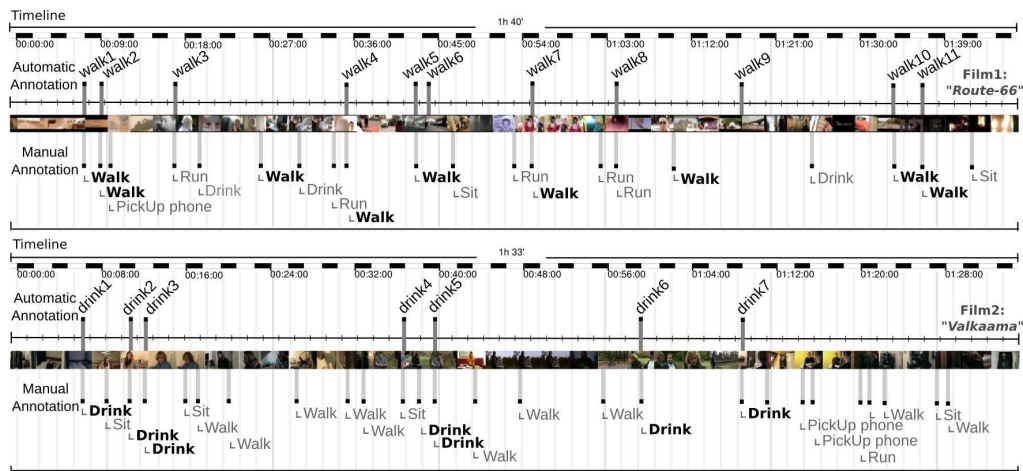 Timeline
1h 40’
00:00:00 00:09:00 00:18:00 00:27:00 00:36:00 00:45:00 00:54:00 01:03:00 01:12:00 01:21:00 01:30:00 01:39:00
Automatic
Annotation
walk1 walk2 walk3 walk4 walk5 walk6 walk7 walk8 walk9 walk10 walk11
Film1:
"Route-66"
Manual
Annotation
Walk Run Walk Walk Run Run Walk Drink Walk Sit
Walk Drink Drink Sit Walk Run Walk
PickUp phone Run
Walk
Timeline
1h 33’
00:00:00 00:08:00 00:16:00 00:24:00 00:32:00 00:40:00 00:48:00 00:56:00 01:04:00 01:12:00 01:20:00 01:28:00
Automatic
Annotation
drink1 drink2 drink3 drink4 drink5 drink6 drink7
Film2:
"Valkaama"
Manual
Annotation
Drink Sit Walk Walk Sit Walk Walk Drink Walk Sit
Sit Walk Walk Drink Drink PickUp phone Walk
Drink Walk Drink PickUp phone
Drink Walk Run